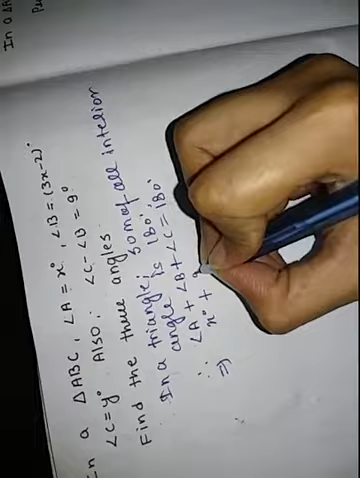 In a ΔABC, ∠A = x°, ∠B = (3x-2)°
∠C = y° Also, ∠C - ∠B = 9°
Find the three angles.
In a triangle, Sum of all interior
angle is 180°
∴ ∠A + ∠B + ∠C = 180°
⇒ x° +
In a ΔA